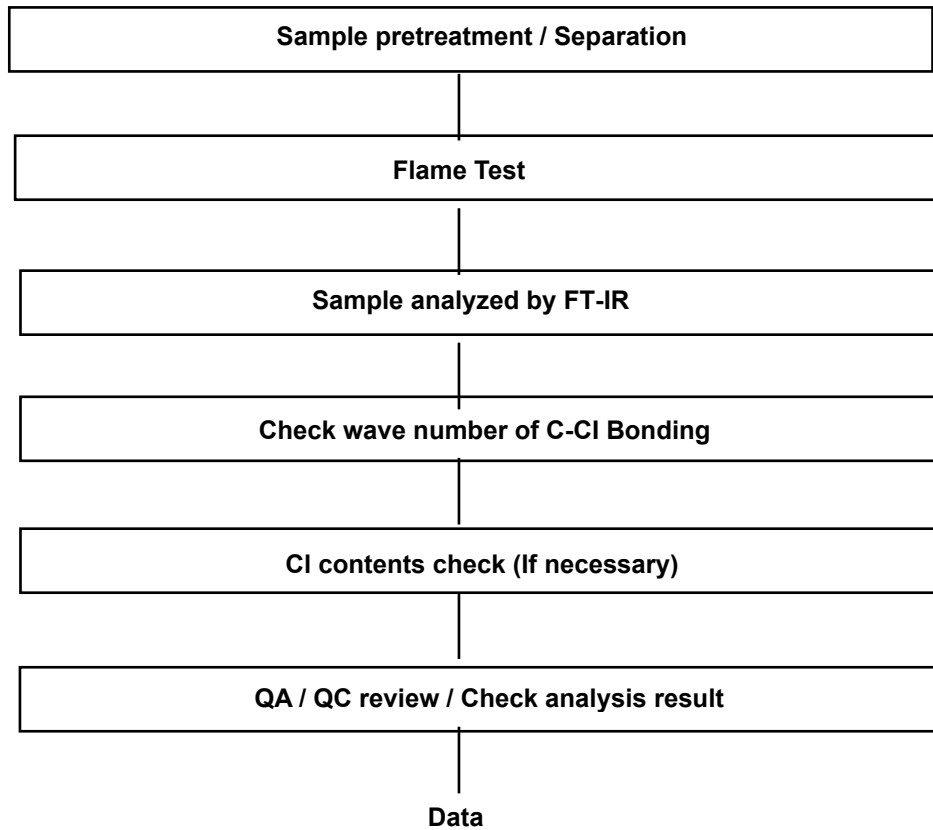 Sample pretreatment / Separation
Flame Test
Sample analyzed by FT-IR
Check wave number of C-Cl Bonding
Cl contents check (If necessary)
QA / QC review / Check analysis result
Data